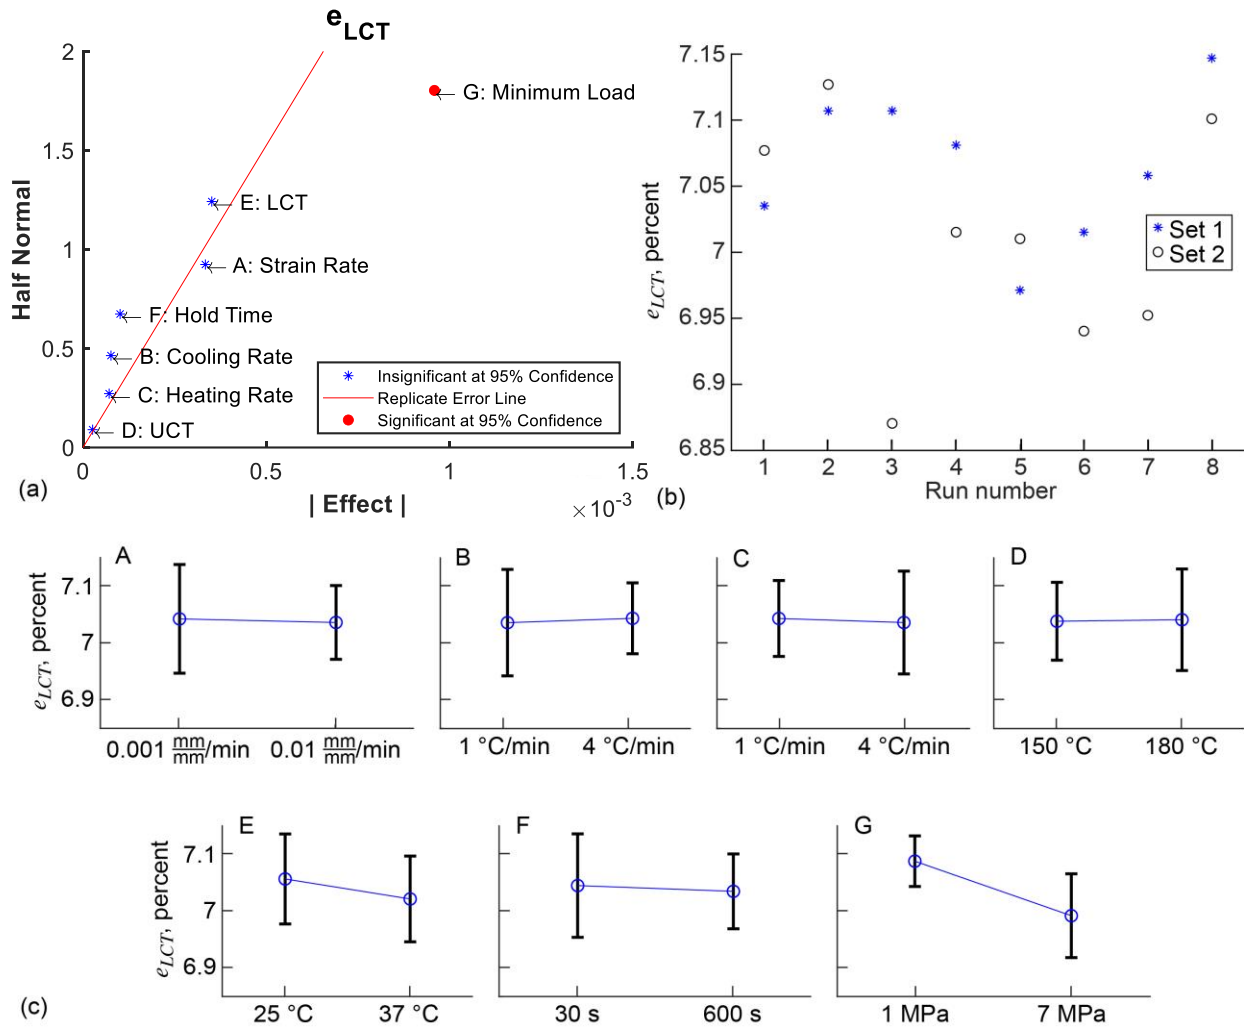 e_LCT
2
1.5
1
0.5
0
Half Normal
G: Minimum Load
E: LCT
A: Strain Rate
F: Hold Time
B: Cooling Rate
C: Heating Rate
D: UCT
Insignificant at 95% Confidence
Replicate Error Line
Significant at 95% Confidence
0 0.5 1 1.5
| Effect |
×10^-3
(a)
7.15
7.1
7.05
7
6.95
6.9
6.85
e_LCT, percent
Set 1
Set 2
1 2 3 4 5 6 7 8
Run number
(b)
A B C D
7.1
7
6.9
e_LCT, percent
0.001 mm/mm/min 0.01 mm/mm/min
1 °C/min 4 °C/min
1 °C/min 4 °C/min
150 °C 180 °C
E F G
7.1
7
6.9
e_LCT, percent
25 °C 37 °C
30 s 600 s
1 MPa 7 MPa
(c)